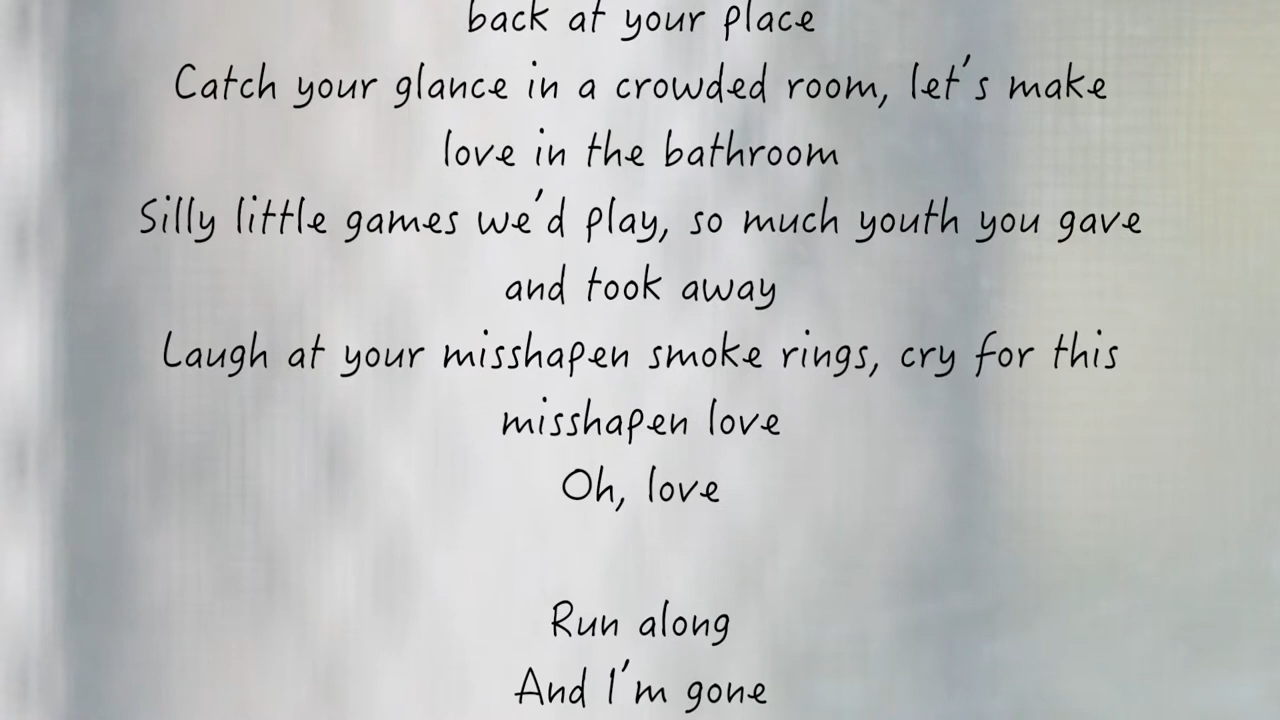 back at your place
Catch your glance in a crowded room, let's make
love in the bathroom
Silly little games we'd play, so much youth you gave
and took away
Laugh at your misshapen smoke rings, cry for this
misshapen love
Oh, love
Run along
And I'm gone